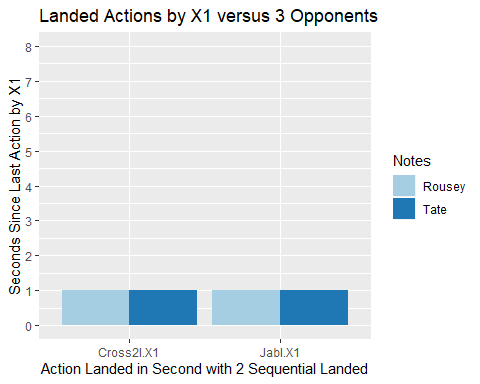 Landed Actions by X1 versus 3 Opponents
Seconds Since Last Action by X1
8
7
6
5
4
3
2
1
0
Cross2l.X1
Jabl.X1
Action Landed in Second with 2 Sequential Landed
Notes
Rousey
Tate